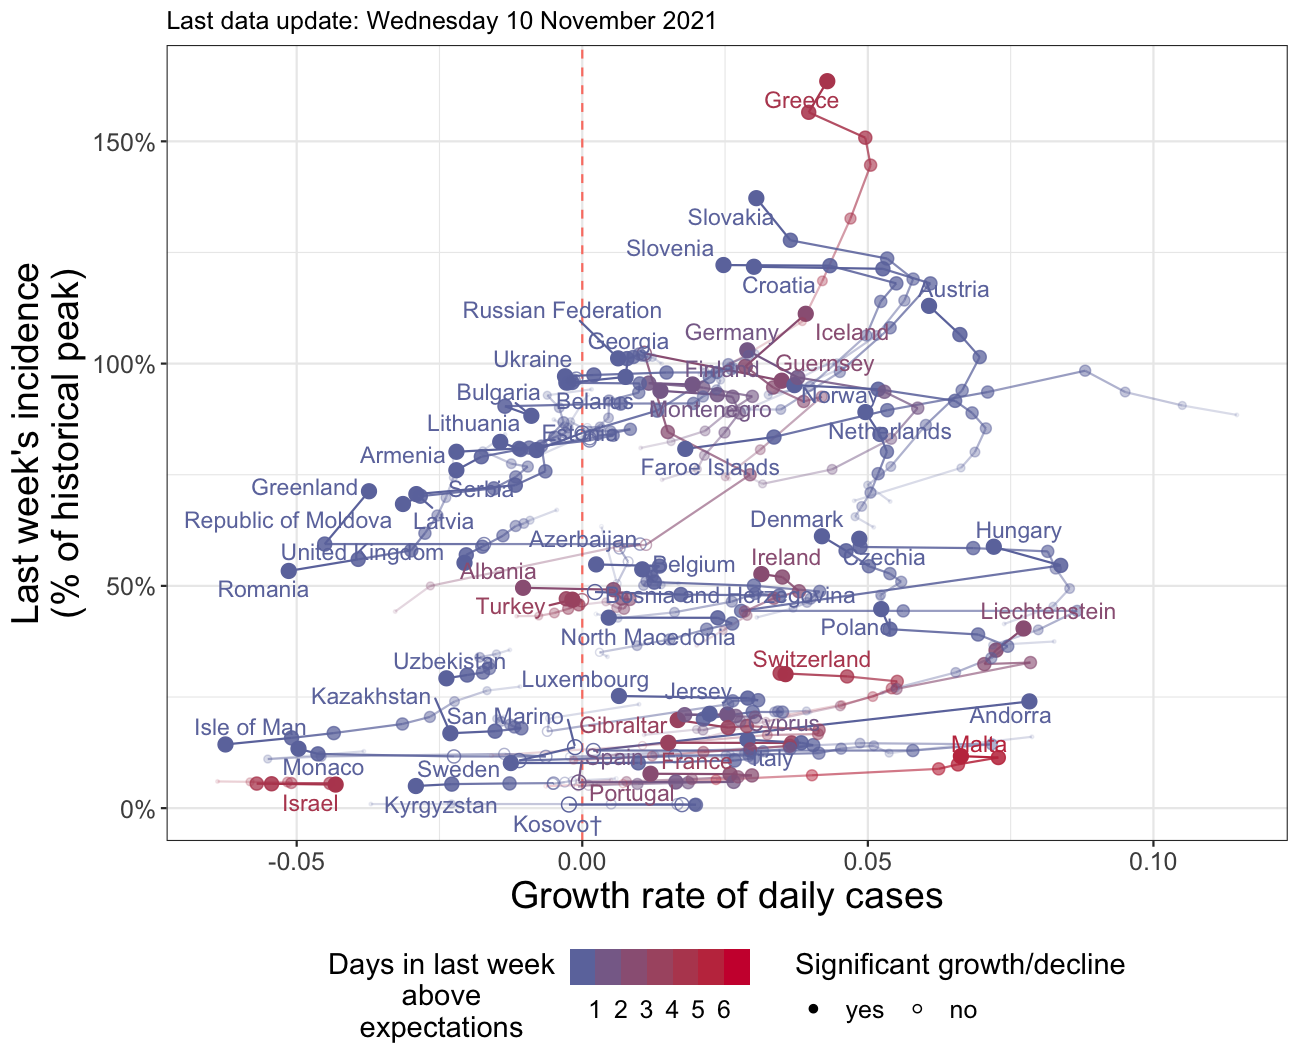 Last data update: Wednesday 10 November 2021
Last week's incidence
(% of historical peak)
150%
100%
50%
0%
Greece
Slovakia
Slovenia
Croatia
Austria
Russian Federation
Georgia
Germany
Iceland
Ukraine
Finland
Guernsey
Bulgaria
Belarus
Norway
Montenegro
Lithuania
Estonia
Netherlands
Armenia
Faroe Islands
Greenland
Serbia
Republic of Moldova
Latvia
Denmark
Hungary
Azerbaijan
United Kingdom
Czechia
Ireland
Belgium
Albania
Romania
Bosnia and Herzegovina
Turkey
Liechtenstein
Poland
North Macedonia
Uzbekistan
Switzerland
Luxembourg
Kazakhstan
Jersey
San Marino
Andorra
Isle of Man
Gibraltar
Cyprus
Malta
Spain
France
Italy
Monaco
Sweden
Portugal
Israel
Kyrgyzstan
Kosovo†
-0.05 0.00 0.05 0.10
Growth rate of daily cases
Days in last week
above
expectations
1 2 3 4 5 6
Significant growth/decline
yes no